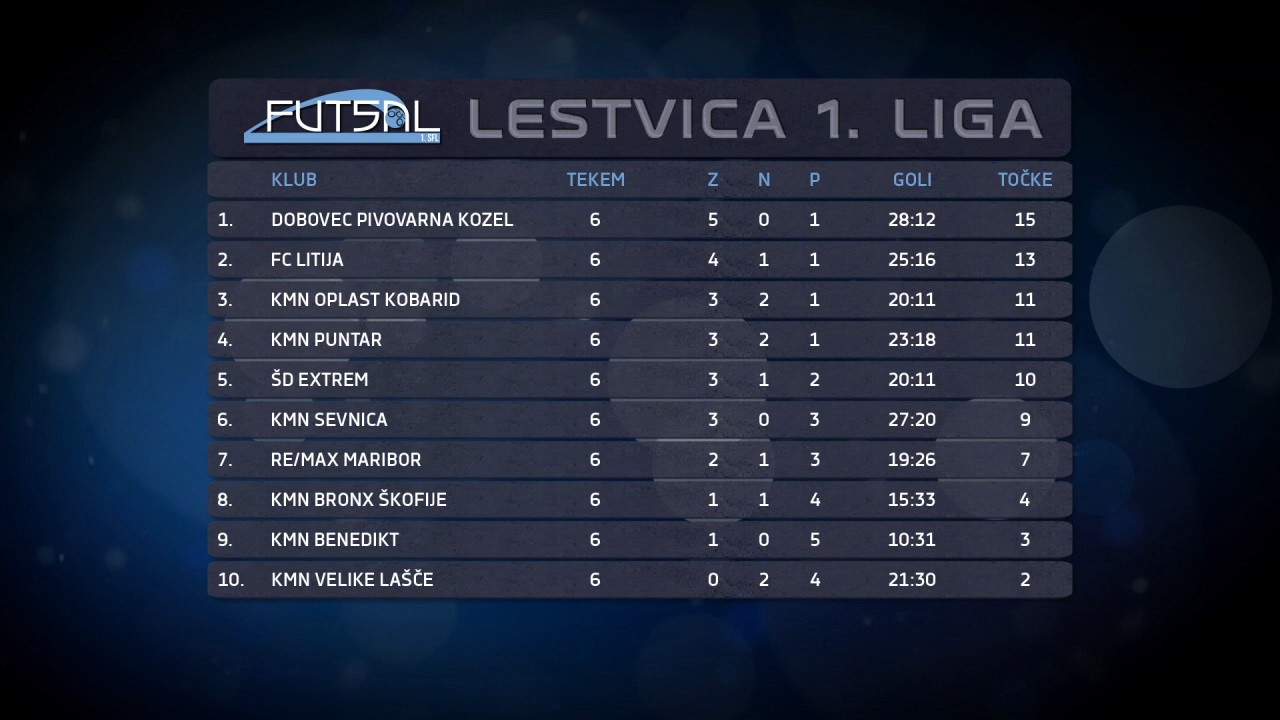 FUTSAL 1. SFL LESTVICA 1. LIGA
KLUB TEKEM Z N P GOLI TOČKE
1. DOBOVEC PIVOVARNA KOZEL 6 5 0 1 28:12 15
2. FC LITIJA 6 4 1 1 25:16 13
3. KMN OPLAST KOBARID 6 3 2 1 20:11 11
4. KMN PUNTAR 6 3 2 1 23:18 11
5. ŠD EXTREM 6 3 1 2 20:11 10
6. KMN SEVNICA 6 3 0 3 27:20 9
7. RE/MAX MARIBOR 6 2 1 3 19:26 7
8. KMN BRONX ŠKOFIJE 6 1 1 4 15:33 4
9. KMN BENEDIKT 6 1 0 5 10:31 3
10. KMN VELIKE LAŠČE 6 0 2 4 21:30 2